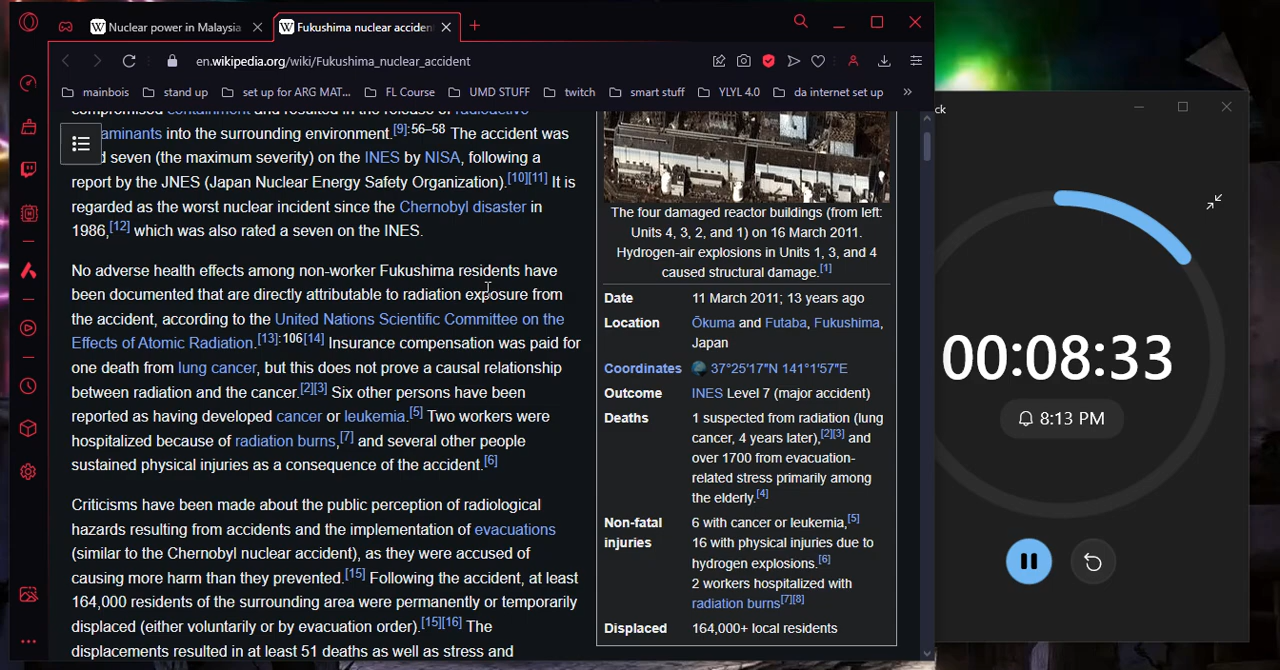 Nuclear power in Malaysia
Fukushima nuclear acciden
en.wikipedia.org/wiki/Fukushima_nuclear_accident
mainbois
stand up
set up for ARG MAT...
FL Course
UMD STUFF
twitch
smart stuff
YLYL 4.0
da internet set up
»
compromised containment and resulted in the release of radioactive
aminants into the surrounding environment.[9]:56–58 The accident was
d seven (the maximum severity) on the INES by NISA, following a
report by the JNES (Japan Nuclear Energy Safety Organization).[10][11] It is
regarded as the worst nuclear incident since the Chernobyl disaster in
1986,[12] which was also rated a seven on the INES.
No adverse health effects among non-worker Fukushima residents have
been documented that are directly attributable to radiation exposure from
the accident, according to the United Nations Scientific Committee on the
Effects of Atomic Radiation.[13]:106[14] Insurance compensation was paid for
one death from lung cancer, but this does not prove a causal relationship
between radiation and the cancer.[2][3] Six other persons have been
reported as having developed cancer or leukemia.[5] Two workers were
hospitalized because of radiation burns,[7] and several other people
sustained physical injuries as a consequence of the accident.[6]
Criticisms have been made about the public perception of radiological
hazards resulting from accidents and the implementation of evacuations
(similar to the Chernobyl nuclear accident), as they were accused of
causing more harm than they prevented.[15] Following the accident, at least
164,000 residents of the surrounding area were permanently or temporarily
displaced (either voluntarily or by evacuation order).[15][16] The
displacements resulted in at least 51 deaths as well as stress and
The four damaged reactor buildings (from left:
Units 4, 3, 2, and 1) on 16 March 2011.
Hydrogen-air explosions in Units 1, 3, and 4
caused structural damage.[1]
Date 11 March 2011; 13 years ago
Location Ōkuma and Futaba, Fukushima,
Japan
Coordinates 37°25′17″N 141°1′57″E
Outcome INES Level 7 (major accident)
Deaths 1 suspected from radiation (lung
cancer, 4 years later),[2][3] and
over 1700 from evacuation-
related stress primarily among
the elderly.[4]
Non-fatal 6 with cancer or leukemia,[5]
injuries 16 with physical injuries due to
hydrogen explosions.[6]
2 workers hospitalized with
radiation burns[7][8]
Displaced 164,000+ local residents
ck
00:08:33
8:13 PM